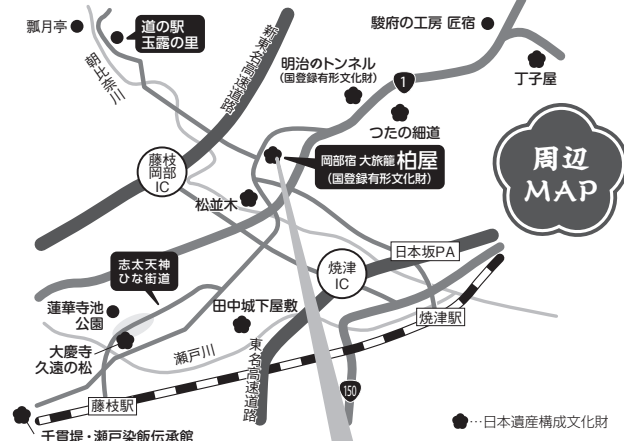 瓢月亭
道の駅
玉露の里
朝比奈川
新東名高速道路
駿府の工房 匠宿
明治のトンネル
(国登録有形文化財)
1
丁子屋
つたの細道
藤枝
岡部
IC
岡部宿 大旅籠 柏屋
(国登録有形文化財)
周辺
MAP
松並木
日本坂PA
志太天神
ひな街道
焼津
IC
蓮華寺池
公園
田中城下屋敷
焼津駅
大慶寺
久遠の松
瀬戸川
東名高速道路
150
藤枝駅
千貫堤・瀬戸染飯伝承館
…日本遺産構成文化財